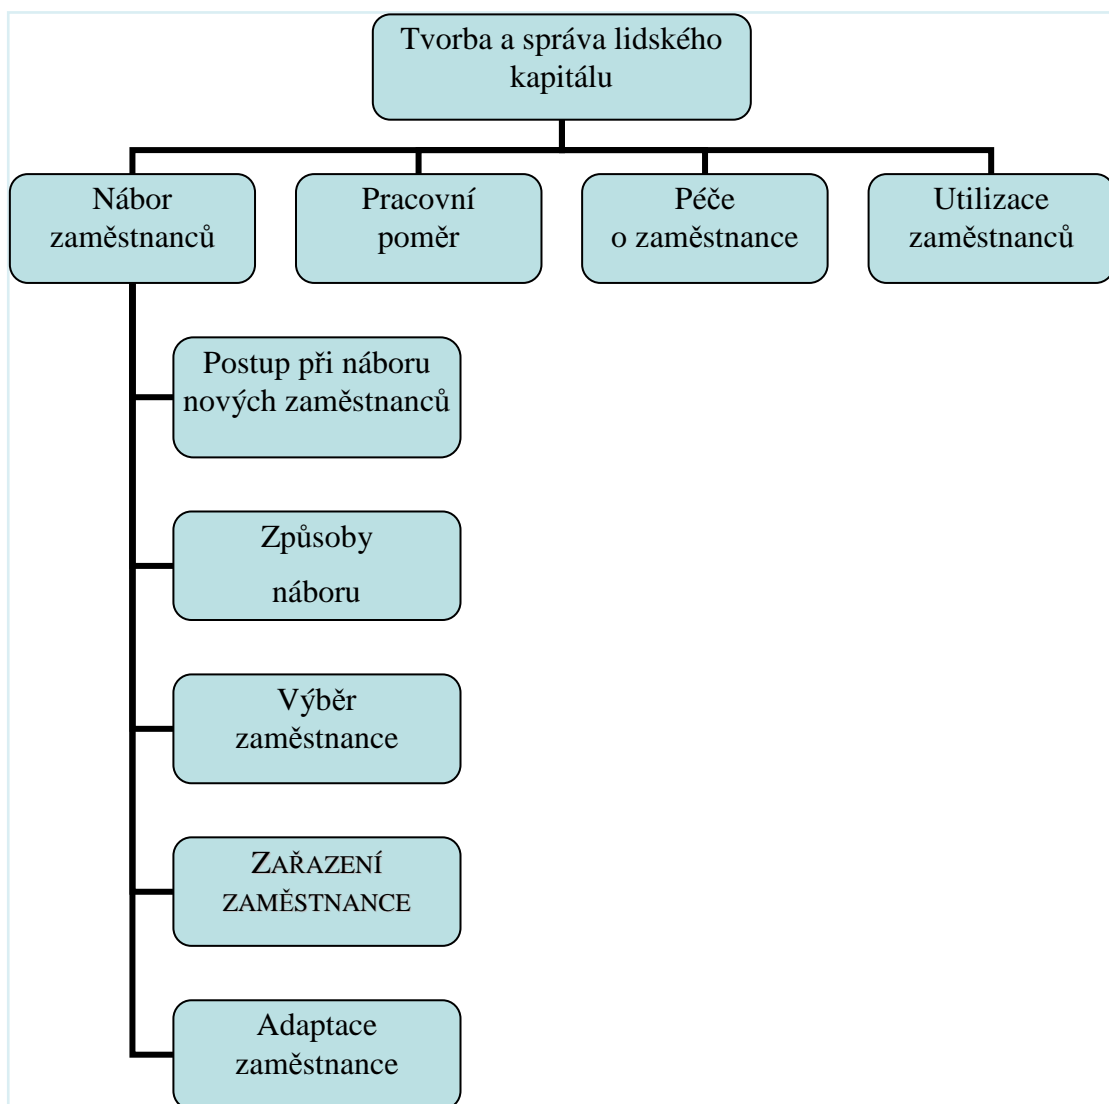 Tvorba a správa lidského
kapitálu
Nábor
zaměstnanců
Pracovní
poměr
Péče
o zaměstnance
Utilizace
zaměstnanců
Postup při náboru
nových zaměstnanců
Způsoby
náboru
Výběr
zaměstnance
ZAŘAZENÍ
ZAMĚSTNANCE
Adaptace
zaměstnance